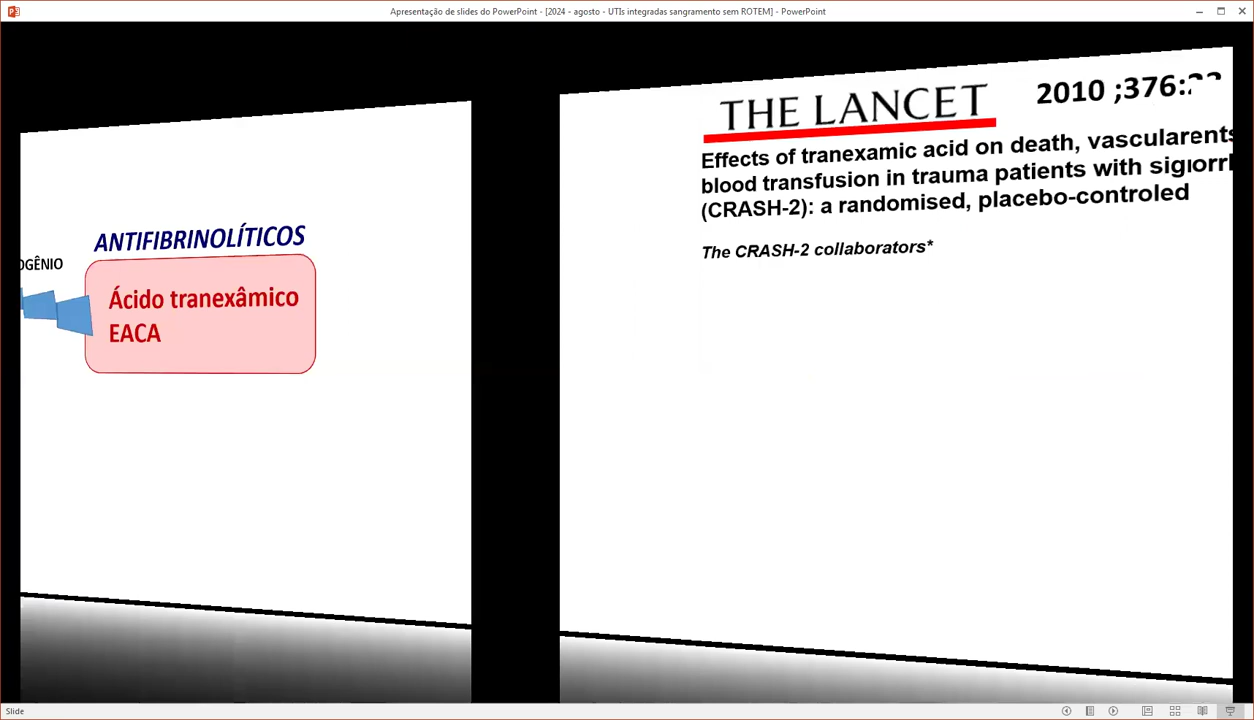 Apresentação de slides do PowerPoint - [2024 - agosto - UTIs integradas sangramento sem ROTEM] - PowerPoint
ANTIFIBRINOLÍTICOS
OGÊNIO
Ácido tranexâmico
EACA
THE LANCET
2010 ;376:
Effects of tranexamic acid on death, vascular
blood transfusion in trauma patients with
(CRASH-2): a randomised, placebo-controled
The CRASH-2 collaborators*
Slide